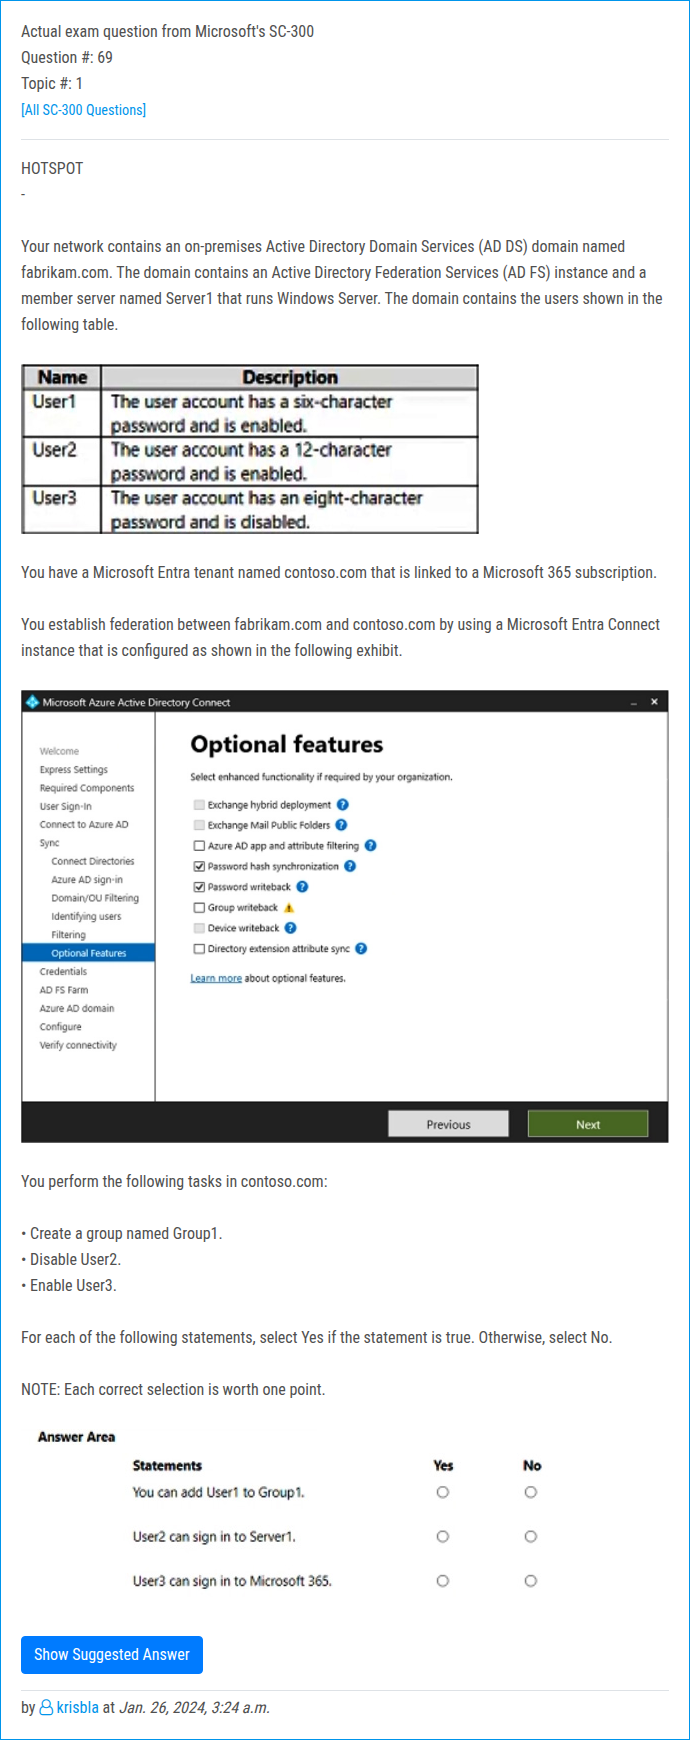 Actual exam question from Microsoft's SC-300
Question #: 69
Topic #: 1
[All SC-300 Questions]
HOTSPOT
-
Your network contains an on-premises Active Directory Domain Services (AD DS) domain named
fabrikam.com. The domain contains an Active Directory Federation Services (AD FS) instance and a
member server named Server1 that runs Windows Server. The domain contains the users shown in the
following table.
Name Description
User1 The user account has a six-character
password and is enabled.
User2 The user account has a 12-character
password and is enabled.
User3 The user account has an eight-character
password and is disabled.
You have a Microsoft Entra tenant named contoso.com that is linked to a Microsoft 365 subscription.
You establish federation between fabrikam.com and contoso.com by using a Microsoft Entra Connect
instance that is configured as shown in the following exhibit.
Microsoft Azure Active Directory Connect
Welcome
Express Settings
Required Components
User Sign-In
Connect to Azure AD
Sync
Connect Directories
Azure AD sign-in
Domain/OU Filtering
Identifying users
Filtering
Optional Features
Credentials
AD FS Farm
Azure AD domain
Configure
Verify connectivity
Optional features
Select enhanced functionality if required by your organization.
Exchange hybrid deployment ?
Exchange Mail Public Folders ?
Azure AD app and attribute filtering ?
Password hash synchronization ?
Password writeback ?
Group writeback
Device writeback ?
Directory extension attribute sync ?
Learn more about optional features.
Previous Next
You perform the following tasks in contoso.com:
• Create a group named Group1.
• Disable User2.
• Enable User3.
For each of the following statements, select Yes if the statement is true. Otherwise, select No.
NOTE: Each correct selection is worth one point.
Answer Area
Statements Yes No
You can add User1 to Group1.
User2 can sign in to Server1.
User3 can sign in to Microsoft 365.
Show Suggested Answer
by krisbla at Jan. 26, 2024, 3:24 a.m.